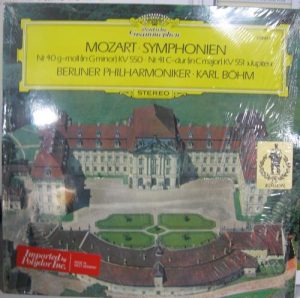 Deutsche
Grammophon
MOZART · SYMPHONIEN
Nr. 40 g-moll (in G minor) KV 550 · Nr. 41 C-dur (in C major) KV 551 »Jupiter«
BERLINER PHILHARMONIKER · KARL BÖHM
STEREO
Imported by
Polydor Inc.